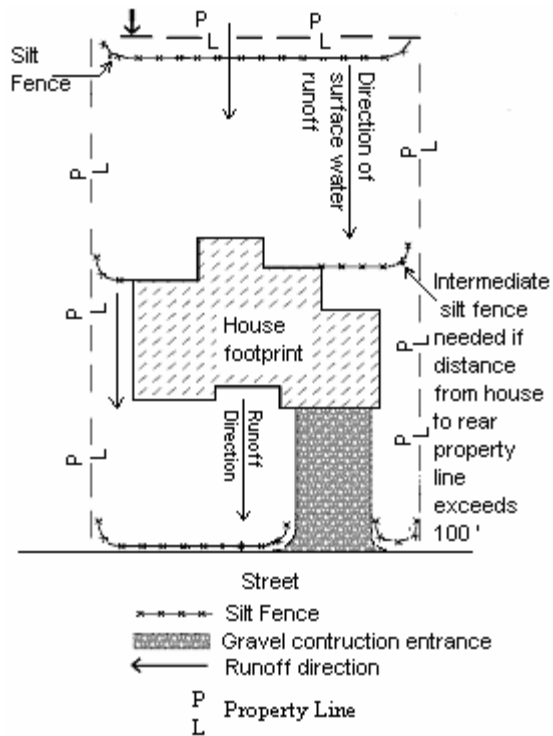 P
L
P
L
Silt
Fence
Direction of
surface water
runoff
P
L
P
L
Intermediate
silt fence
needed if
distance
from house
to rear
property
line
exceeds
100 '
P
L
P
L
House
footprint
P
L
P
L
Runoff
Direction
Street
Silt Fence
Gravel contruction entrance
Runoff direction
P
L
Property Line